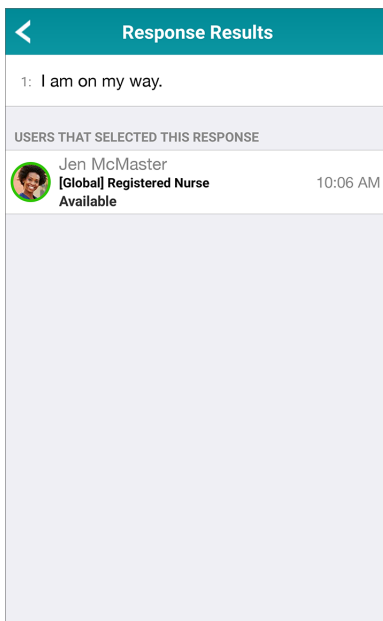 Response Results
1: I am on my way.
USERS THAT SELECTED THIS RESPONSE
Jen McMaster
[Global] Registered Nurse
10:06 AM
Available